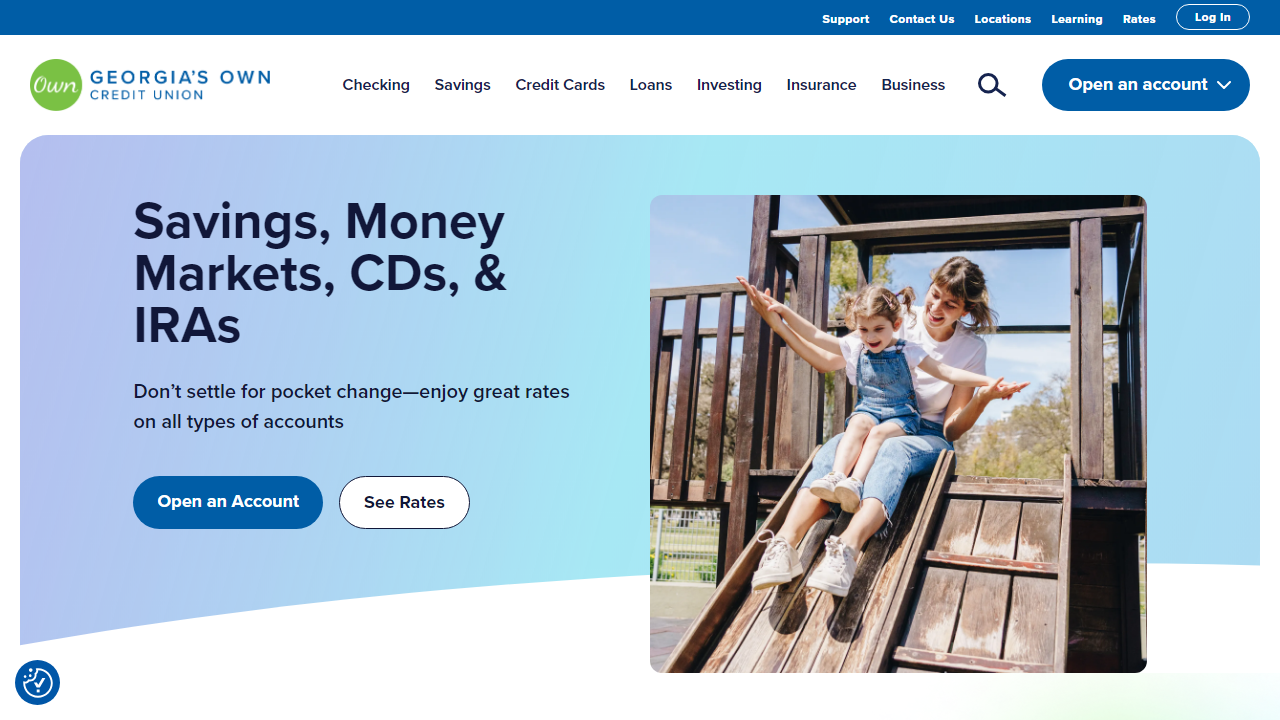 Support Contact Us Locations Learning Rates Log In
Own GEORGIA'S OWN
CREDIT UNION
Checking Savings Credit Cards Loans Investing Insurance Business Open an account
Savings, Money
Markets, CDs, &
IRAs
Don’t settle for pocket change—enjoy great rates
on all types of accounts
Open an Account See Rates